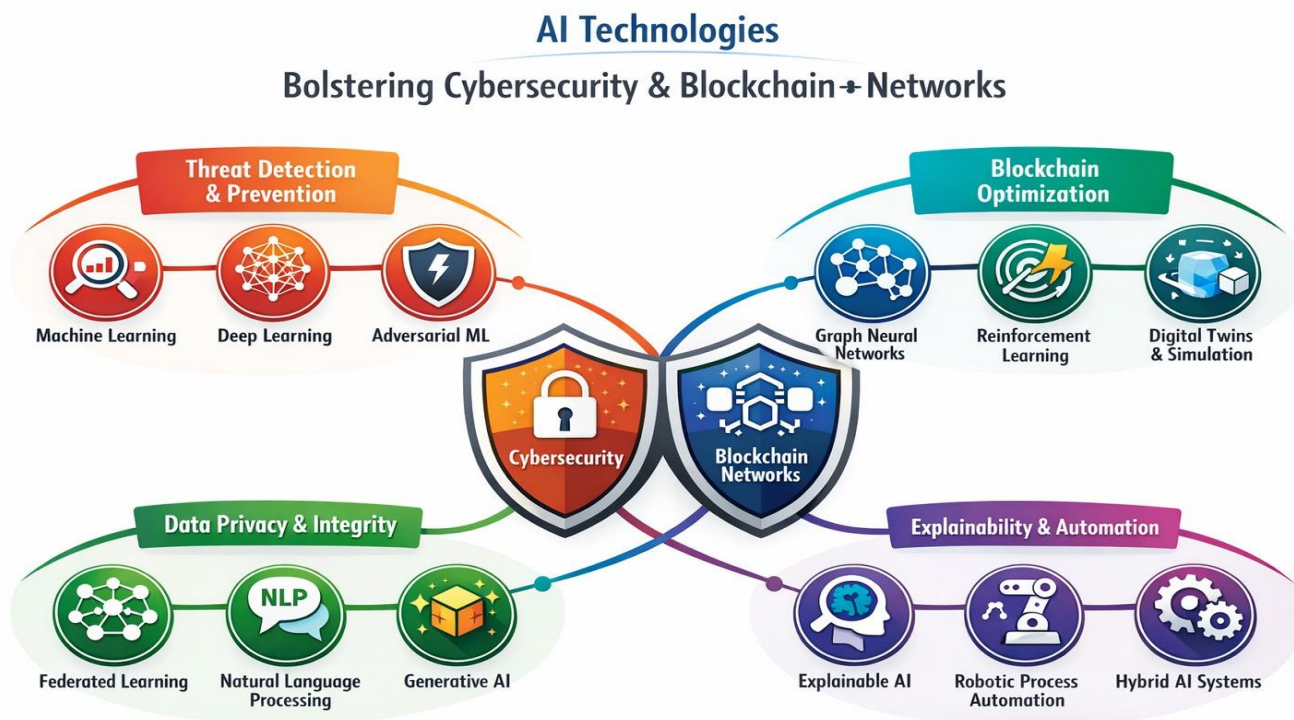 AI Technologies
Bolstering Cybersecurity & Blockchain Networks
Threat Detection
& Prevention
Machine Learning
Deep Learning
Adversarial ML
Blockchain
Optimization
Graph Neural
Networks
Reinforcement
Learning
Digital Twins
& Simulation
Cybersecurity
Blockchain
Networks
Data Privacy & Integrity
Federated Learning
NLP
Natural Language
Processing
Generative AI
Explainability & Automation
Explainable AI
Robotic Process
Automation
Hybrid AI Systems